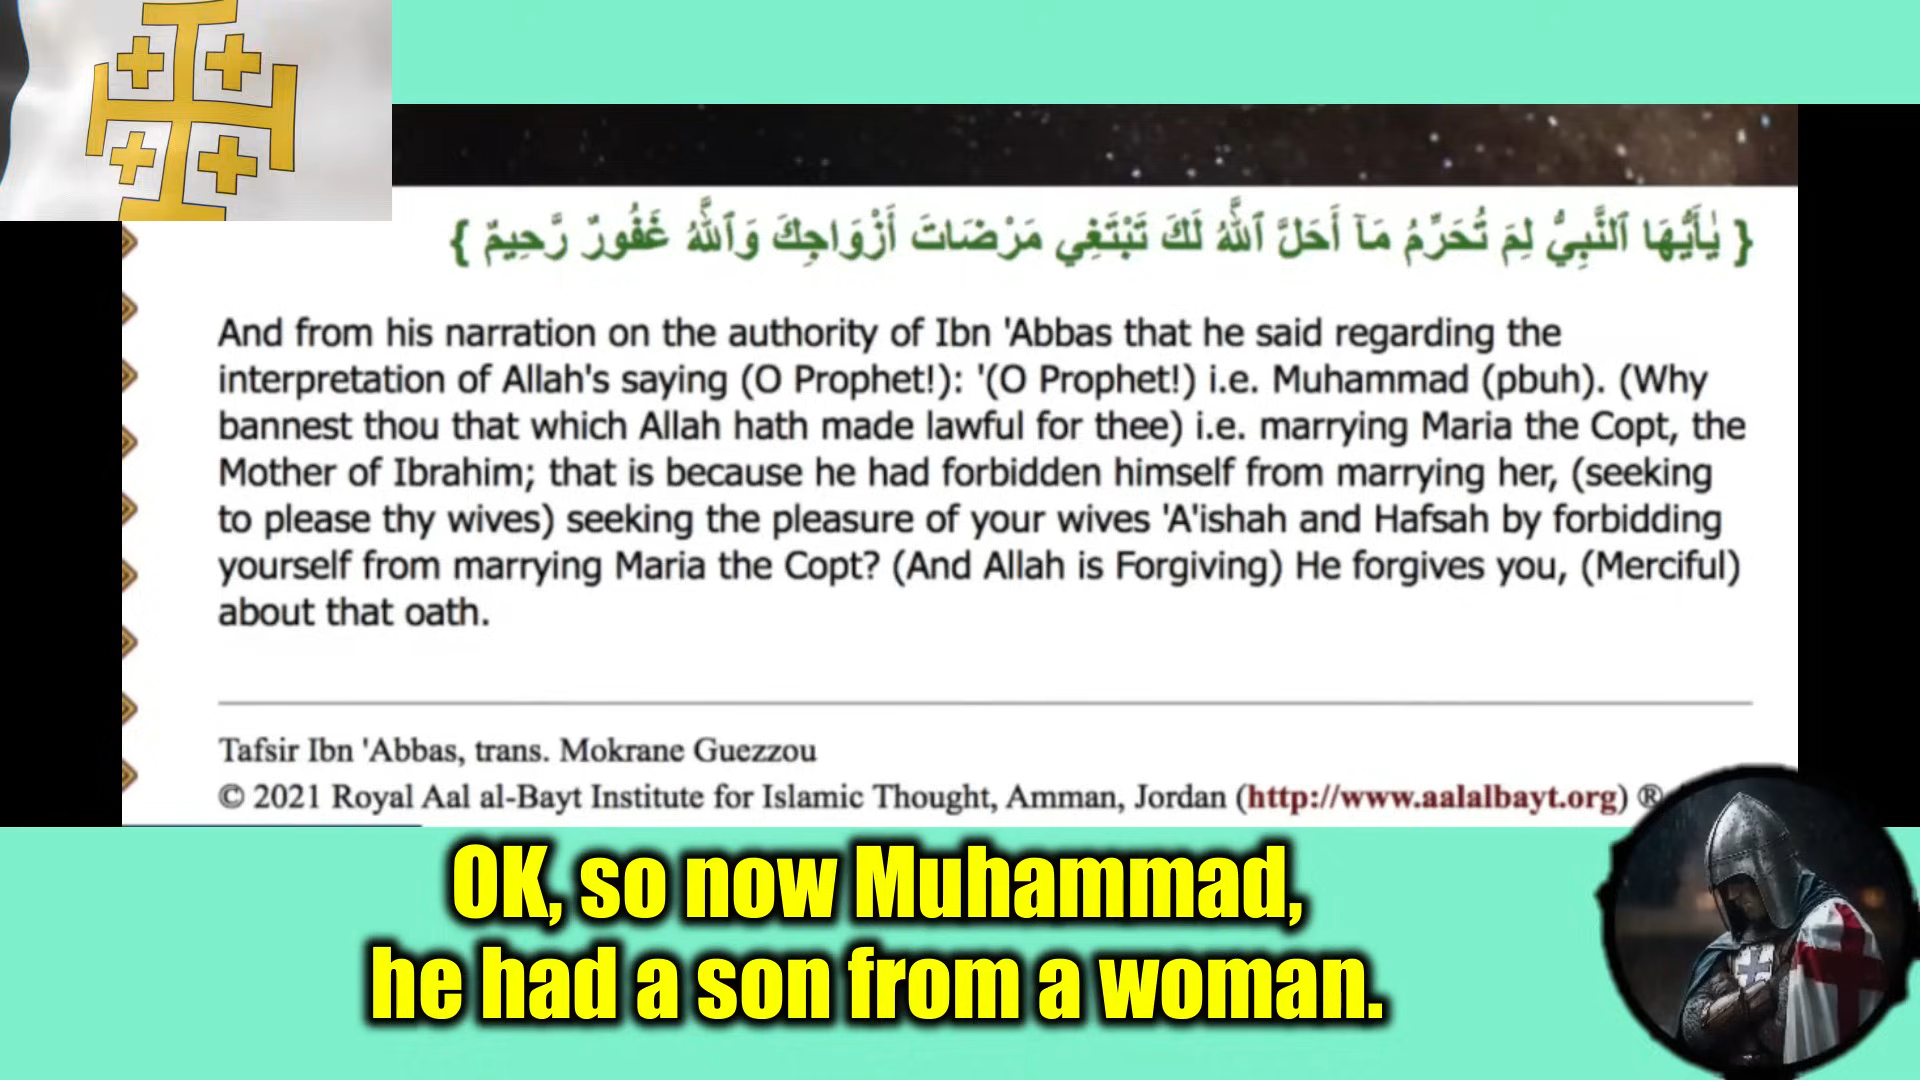 { يَٰأَيُّهَا ٱلنَّبِيُّ لِمَ تُحَرِّمُ مَآ أَحَلَّ ٱللَّهُ لَكَ تَبْتَغِي مَرْضَاتَ أَزْوَاجِكَ وَٱللَّهُ غَفُورٌ رَّحِيمٌ }
And from his narration on the authority of Ibn 'Abbas that he said regarding the
interpretation of Allah's saying (O Prophet!): '(O Prophet!) i.e. Muhammad (pbuh). (Why
bannest thou that which Allah hath made lawful for thee) i.e. marrying Maria the Copt, the
Mother of Ibrahim; that is because he had forbidden himself from marrying her, (seeking
to please thy wives) seeking the pleasure of your wives 'A'ishah and Hafsah by forbidding
yourself from marrying Maria the Copt? (And Allah is Forgiving) He forgives you, (Merciful)
about that oath.
Tafsir Ibn 'Abbas, trans. Mokrane Guezzou
© 2021 Royal Aal al-Bayt Institute for Islamic Thought, Amman, Jordan (http://www.aalalbayt.org) ®
OK, so now Muhammad,
he had a son from a woman.